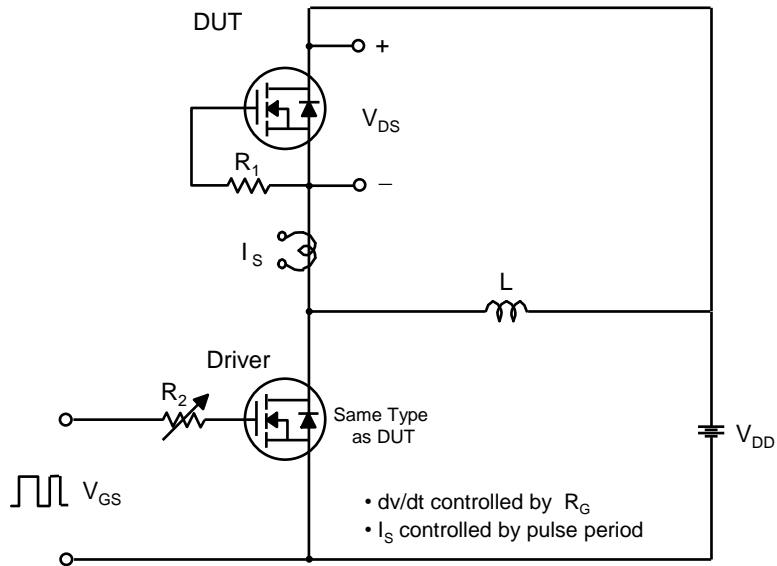 DUT
+
V_DS
R_1
–
I_S
L
Driver
R_2
Same Type
as DUT
V_DD
V_GS
• dv/dt controlled by R_G
• I_S controlled by pulse period